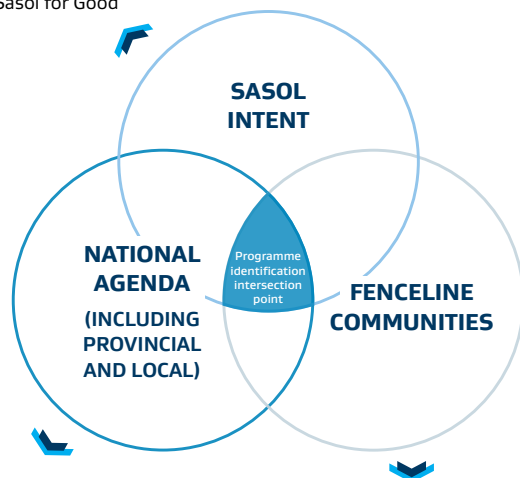 Sasol for Good
SASOL
INTENT
NATIONAL
AGENDA
(INCLUDING
PROVINCIAL
AND LOCAL)
Programme
identification
intersection
point
FENCELINE
COMMUNITIES